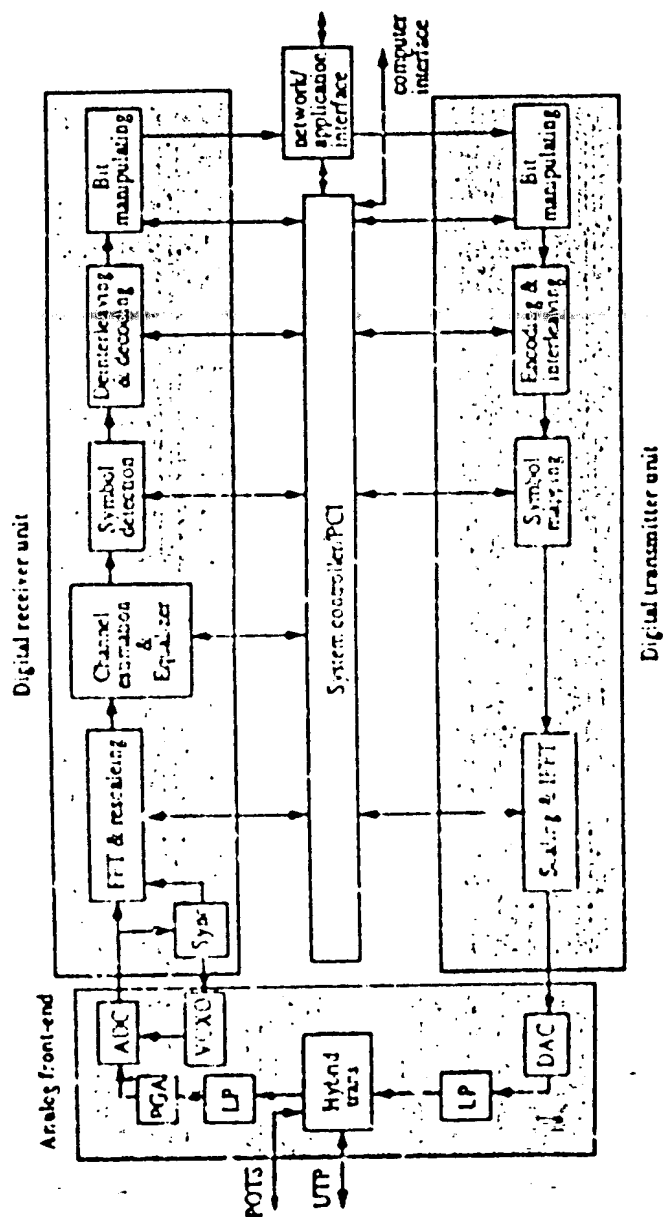 Digital receiver unit
Analog front-end
ADC
FFT & rescaleing
Channel
estimation
&
Equalizer
Symbol
detection
Deinterleaving
& decoding
Bit
manipulating
PGA
VCXO
Sync
LP
POTS
UTP
Hybrid
trans
System controller/PCI
network/
application
interface
computer
interface
LP
DAC
Scaling & IFFT
Symbol
mapping
Encoding &
interleaving
Bit
manipulating
Digital transmitter unit